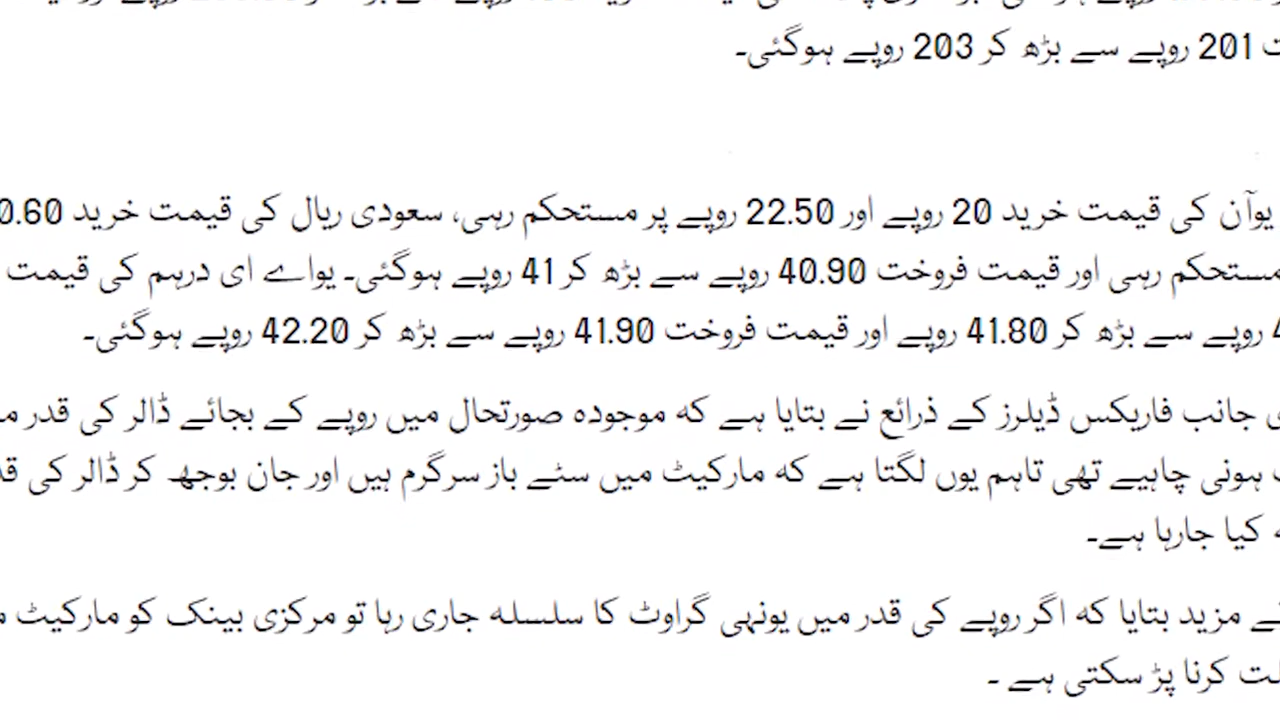 201 روپے سے بڑھ کر 203 روپے ہوگئی۔
یوآن کی قیمت خرید 20 روپے اور 22.50 روپے پر مستحکم رہی، سعودی ریال کی قیمت خرید 0.60
مستحکم رہی اور قیمت فروخت 40.90 روپے سے بڑھ کر 41 روپے ہوگئی۔ یواے ای درہم کی قیمت
روپے سے بڑھ کر 41.80 روپے اور قیمت فروخت 41.90 روپے سے بڑھ کر 42.20 روپے ہوگئی۔
جانب فاریکس ڈیلرز کے ذرائع نے بتایا ہے کہ موجودہ صورتحال میں روپے کے بجائے ڈالر کی قدر
ہونی چاہیے تھی تاہم یوں لگتا ہے کہ مارکیٹ میں سٹے باز سرگرم ہیں اور جان بوجھ کر ڈالر کی
کیا جارہا ہے۔
مزید بتایا کہ اگر روپے کی قدر میں یونہی گراوٹ کا سلسلہ جاری رہا تو مرکزی بینک کو مارکیٹ
کرنا پڑ سکتی ہے ۔